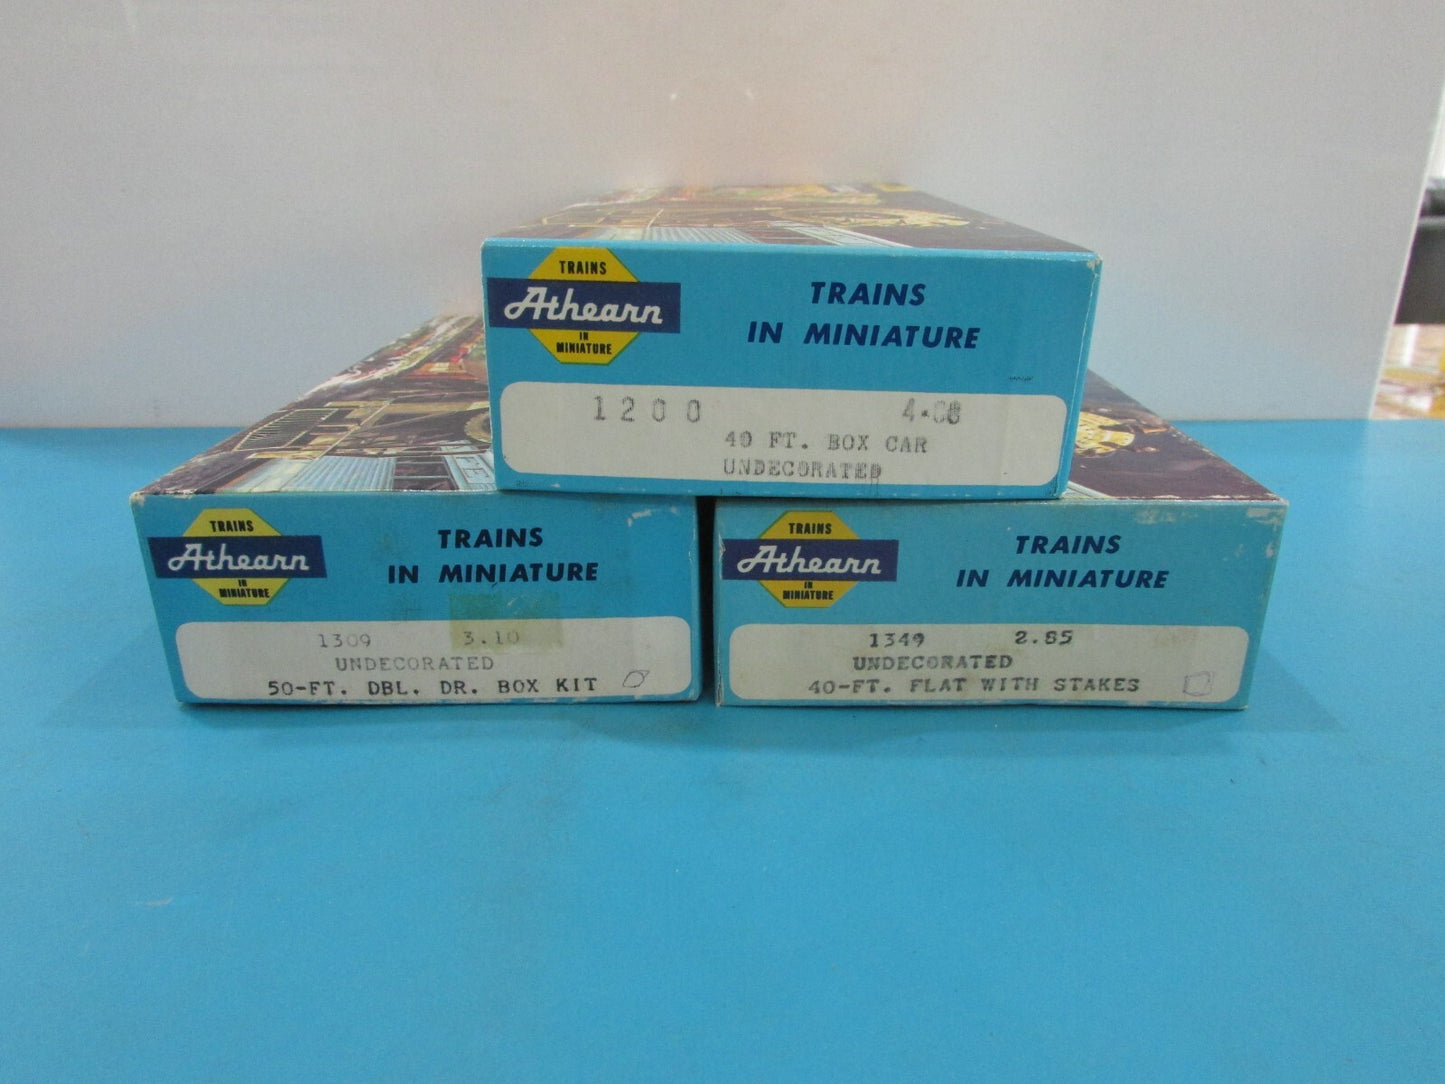 TRAINS
Athearn
IN
MINIATURE
TRAINS
IN MINIATURE
1200
40 FT. BOX CAR
UNDECORATED
TRAINS
Athearn
IN
MINIATURE
TRAINS
IN MINIATURE
1309 3.10
UNDECORATED
50-FT. DBL. DR. BOX KIT
TRAINS
Athearn
IN
MINIATURE
TRAINS
IN MINIATURE
1349 2.85
UNDECORATED
40-FT. FLAT WITH STAKES